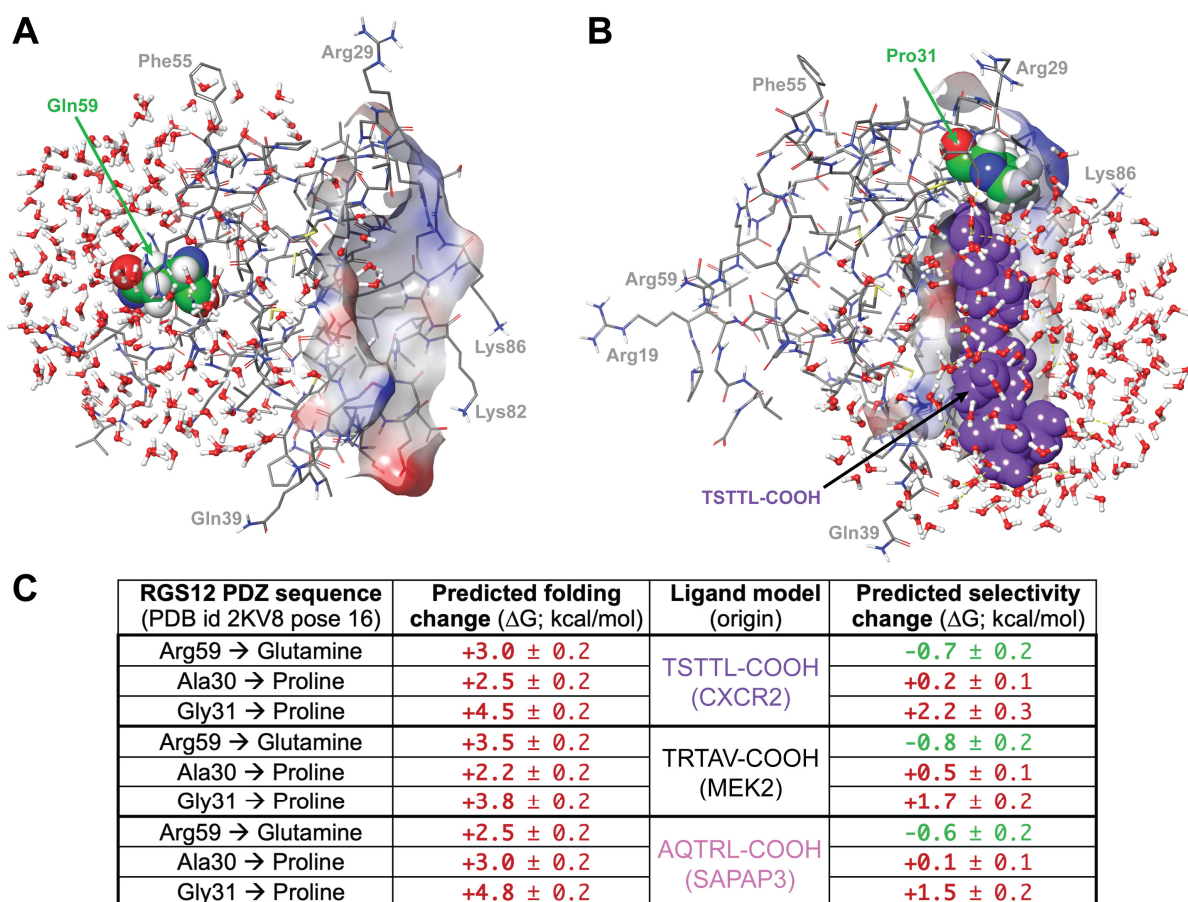 A
Phe55
Arg29
Gln59
Lys86
Lys82
Gln39
B
Pro31
Phe55
Arg29
Lys86
Arg59
Arg19
TSTTL-COOH
Gln39
C
RGS12 PDZ sequence (PDB id 2KV8 pose 16) Predicted folding change (ΔG; kcal/mol) Ligand model (origin) Predicted selectivity change (ΔG; kcal/mol)
Arg59 → Glutamine +3.0 ± 0.2 TSTTL-COOH (CXCR2) -0.7 ± 0.2
Ala30 → Proline +2.5 ± 0.2 +0.2 ± 0.1
Gly31 → Proline +4.5 ± 0.2 +2.2 ± 0.3
Arg59 → Glutamine +3.5 ± 0.2 TRTAV-COOH (MEK2) -0.8 ± 0.2
Ala30 → Proline +2.2 ± 0.2 +0.5 ± 0.1
Gly31 → Proline +3.8 ± 0.2 +1.7 ± 0.2
Arg59 → Glutamine +2.5 ± 0.2 AQTRL-COOH (SAPAP3) -0.6 ± 0.2
Ala30 → Proline +3.0 ± 0.2 +0.1 ± 0.1
Gly31 → Proline +4.8 ± 0.2 +1.5 ± 0.2